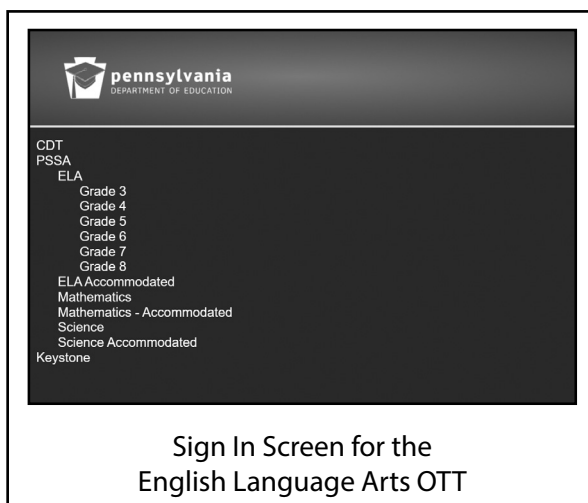 pennsylvania
DEPARTMENT OF EDUCATION
CDT
PSSA
ELA
Grade 3
Grade 4
Grade 5
Grade 6
Grade 7
Grade 8
ELA Accommodated
Mathematics
Mathematics - Accommodated
Science
Science Accommodated
Keystone
Sign In Screen for the
English Language Arts OTT